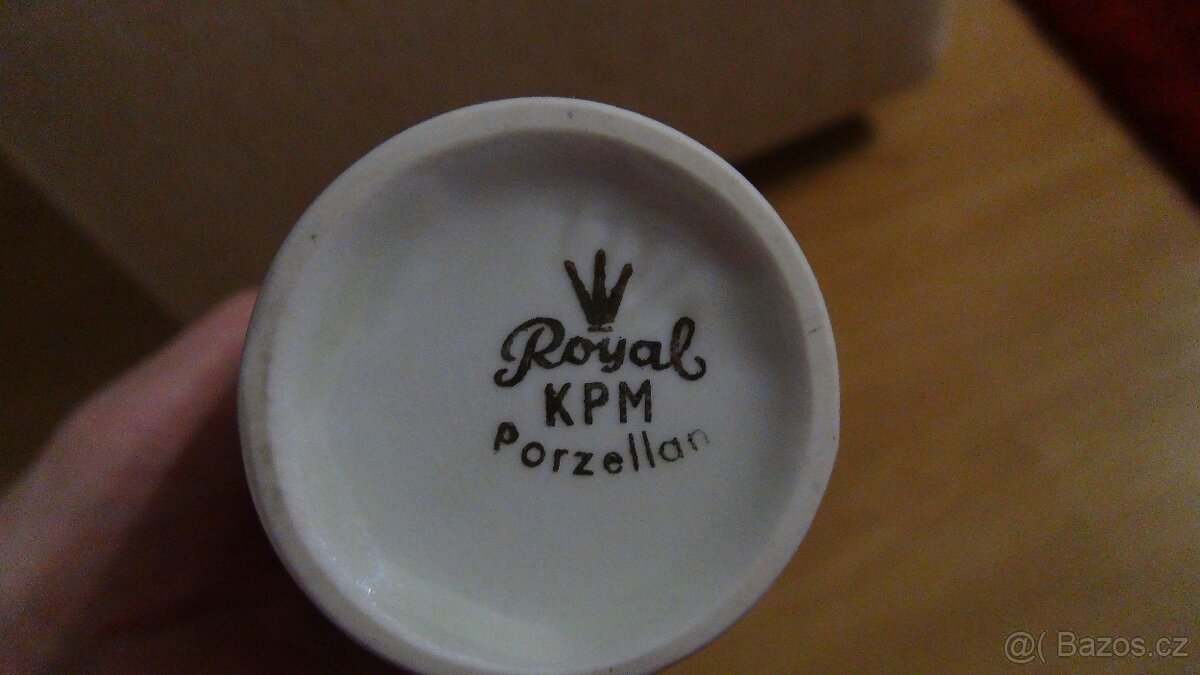 Royal
KPM
Porzellan
@( Bazos.cz